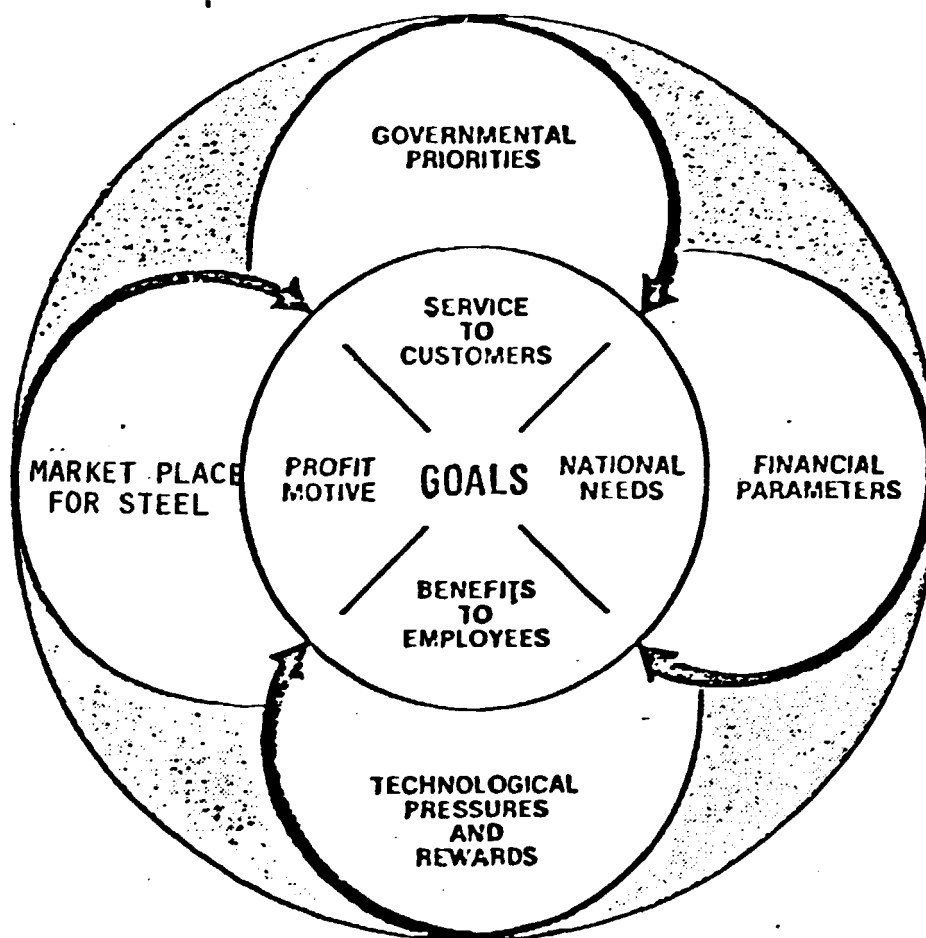 GOVERNMENTAL
PRIORITIES
SERVICE
TO
CUSTOMERS
MARKET PLACE
FOR STEEL
PROFIT
MOTIVE
GOALS
NATIONAL
NEEDS
FINANCIAL
PARAMETERS
BENEFITS
TO
EMPLOYEES
TECHNOLOGICAL
PRESSURES
AND
REWARDS